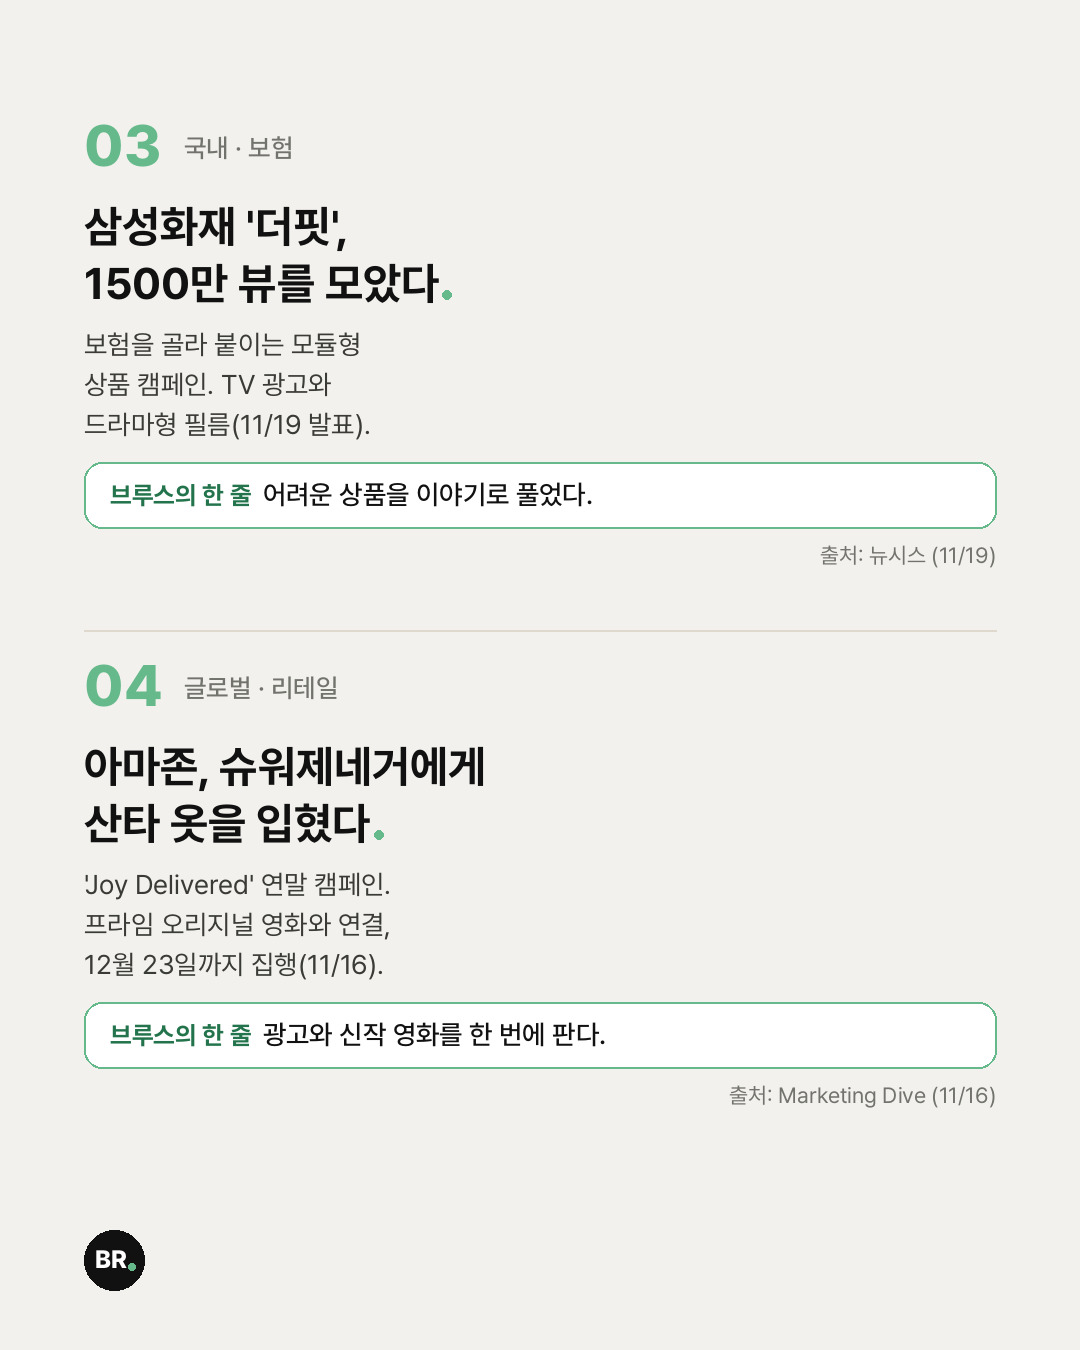 03 국내 · 보험
삼성화재 '더핏',
1500만 뷰를 모았다.
보험을 골라 붙이는 모듈형
상품 캠페인. TV 광고와
드라마형 필름(11/19 발표).
브루스의 한 줄 어려운 상품을 이야기로 풀었다.
출처: 뉴시스 (11/19)
04 글로벌 · 리테일
아마존, 슈워제네거에게
산타 옷을 입혔다.
'Joy Delivered' 연말 캠페인.
프라임 오리지널 영화와 연결,
12월 23일까지 집행(11/16).
브루스의 한 줄 광고와 신작 영화를 한 번에 판다.
출처: Marketing Dive (11/16)
BR.